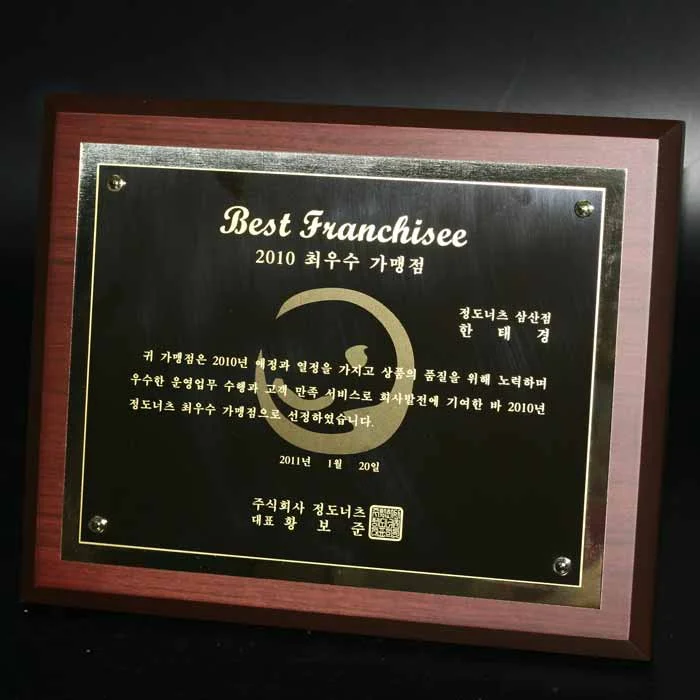 Best Franchisee
2010 최우수 가맹점
정도너츠 삼산점
한 태 경
귀 가맹점은 2010년 애정과 열정을 가지고 상품의 품질을 위해 노력하며
우수한 운영업무 수행과 고객 만족 서비스로 회사발전에 기여한 바 2010년
정도너츠 최우수 가맹점으로 선정하였습니다.
2011년 1월 20일
주식회사 정도너츠
대표 황 보 준